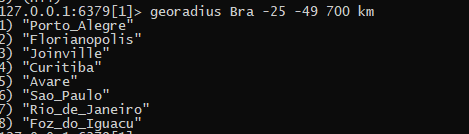 127.0.0.1:6379[1]> georadius Bra -25 -49 700 km
1) "Porto_Alegre"
2) "Florianopolis"
3) "Joinville"
4) "Curitiba"
5) "Avare"
6) "Sao_Paulo"
7) "Rio_de_Janeiro"
8) "Foz_do_Iguacu"
127.0.0.1:6379[1]